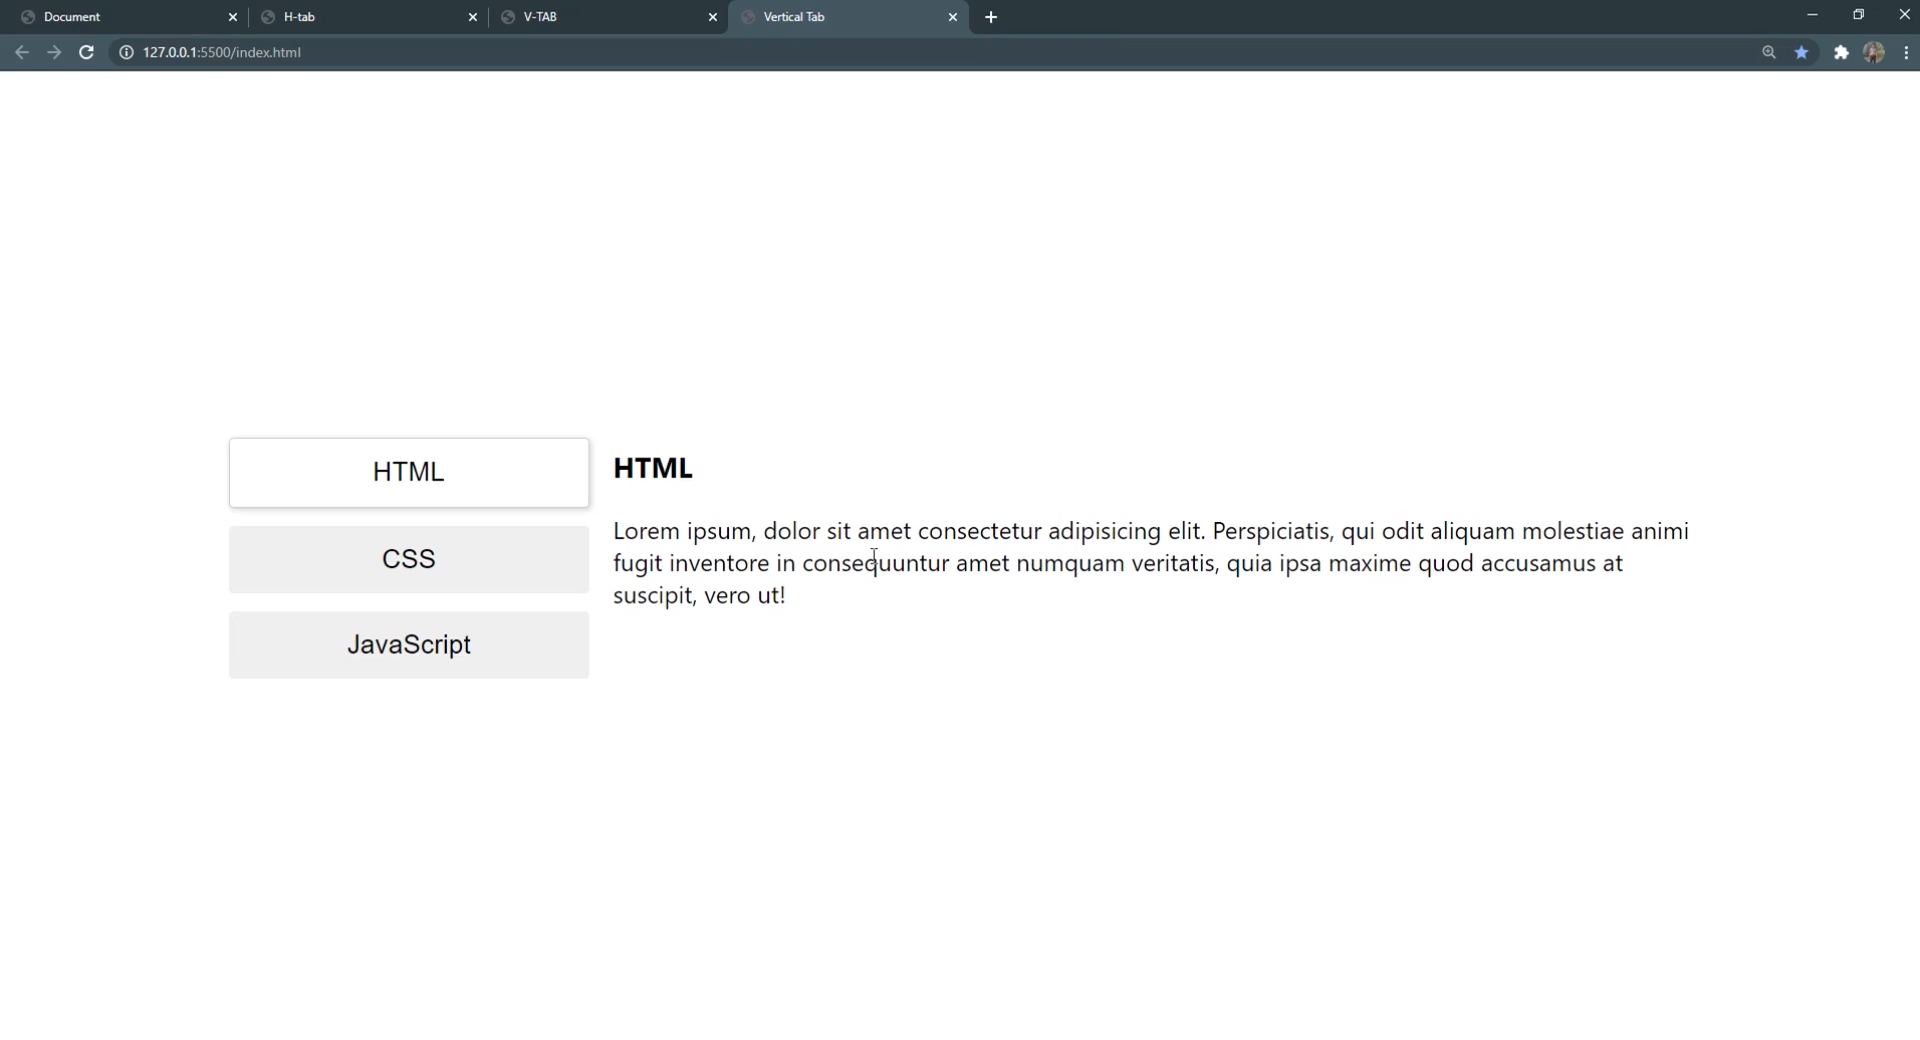 Document
H-tab
V-TAB
Vertical Tab
127.0.0.1:5500/index.html
HTML
CSS
JavaScript
HTML
Lorem ipsum, dolor sit amet consectetur adipisicing elit. Perspiciatis, qui odit aliquam molestiae animi
fugit inventore in consequuntur amet numquam veritatis, quia ipsa maxime quod accusamus at
suscipit, vero ut!